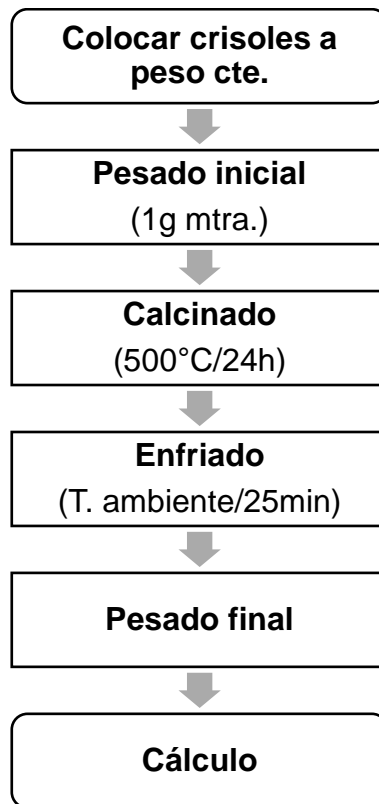 Colocar crisoles a
peso cte.
Pesado inicial
(1g mtra.)
Calcinado
(500°C/24h)
Enfriado
(T. ambiente/25min)
Pesado final
Cálculo